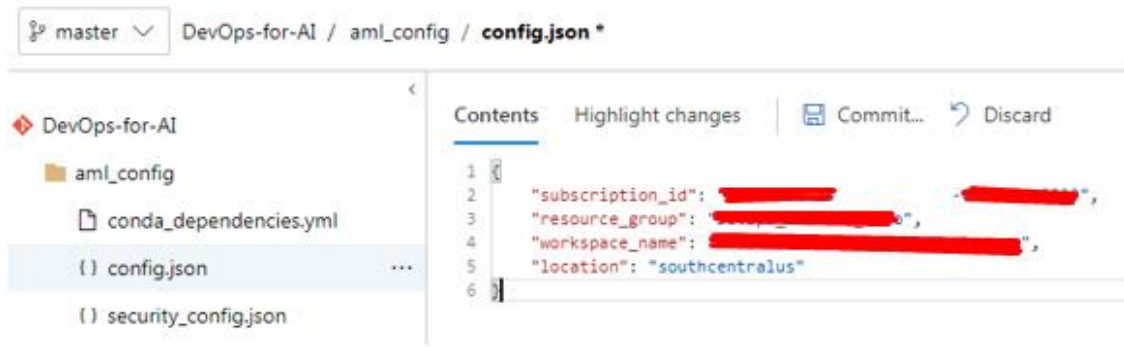 master DevOps-for-AI / aml_config / config.json *
DevOps-for-AI
aml_config
conda_dependencies.yml
{} config.json ...
{} security_config.json
Contents Highlight changes Commit... Discard
1 {
2 "subscription_id": - ",
3 "resource_group": " ",
4 "workspace_name": ",
5 "location": "southcentralus"
6 }